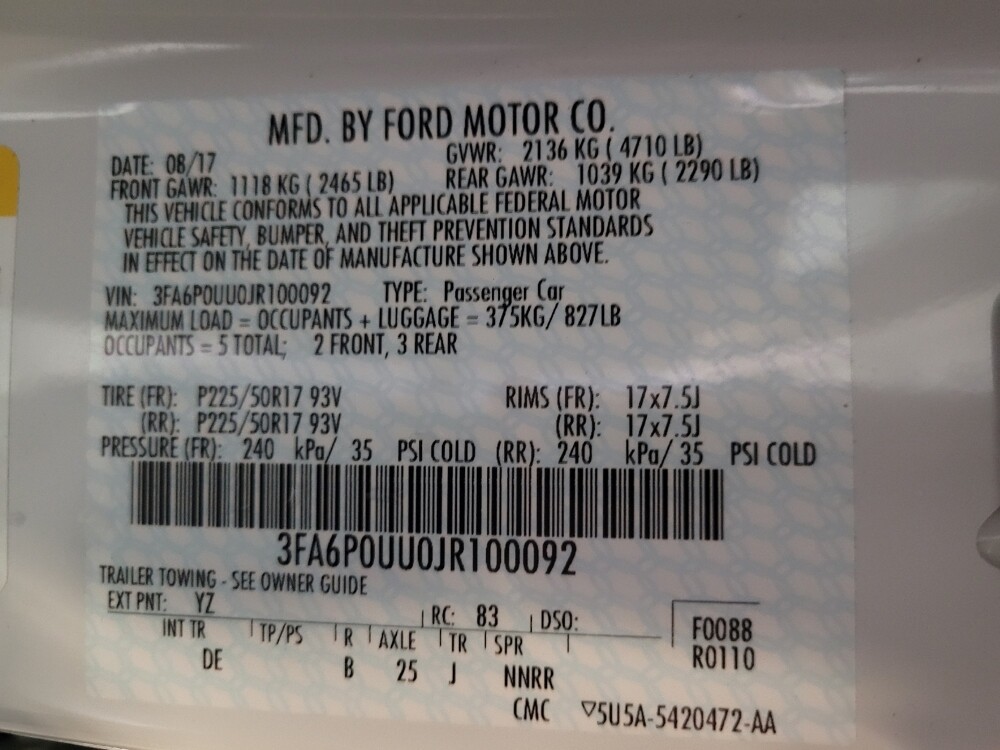 MFD. BY FORD MOTOR CO.
DATE: 08/17 GVWR: 2136 KG ( 4710 LB)
FRONT GAWR: 1118 KG ( 2465 LB) REAR GAWR: 1039 KG ( 2290 LB)
THIS VEHICLE CONFORMS TO ALL APPLICABLE FEDERAL MOTOR
VEHICLE SAFETY, BUMPER, AND THEFT PREVENTION STANDARDS
IN EFFECT ON THE DATE OF MANUFACTURE SHOWN ABOVE.
VIN: 3FA6P0UU0JR100092 TYPE: Passenger Car
MAXIMUM LOAD = OCCUPANTS + LUGGAGE = 375KG/ 827LB
OCCUPANTS = 5 TOTAL; 2 FRONT, 3 REAR
TIRE (FR): P225/50R17 93V RIMS (FR): 17x7.5J
(RR): P225/50R17 93V (RR): 17x7.5J
PRESSURE (FR): 240 kPa/ 35 PSI COLD (RR): 240 kPa/ 35 PSI COLD
3FA6P0UU0JR100092
TRAILER TOWING - SEE OWNER GUIDE
EXT PNT: YZ RC: 83 DSO: F0088
INT TR TP/PS R AXLE TR SPR R0110
DE B 25 J NNRR
CMC ▽5U5A-5420472-AA